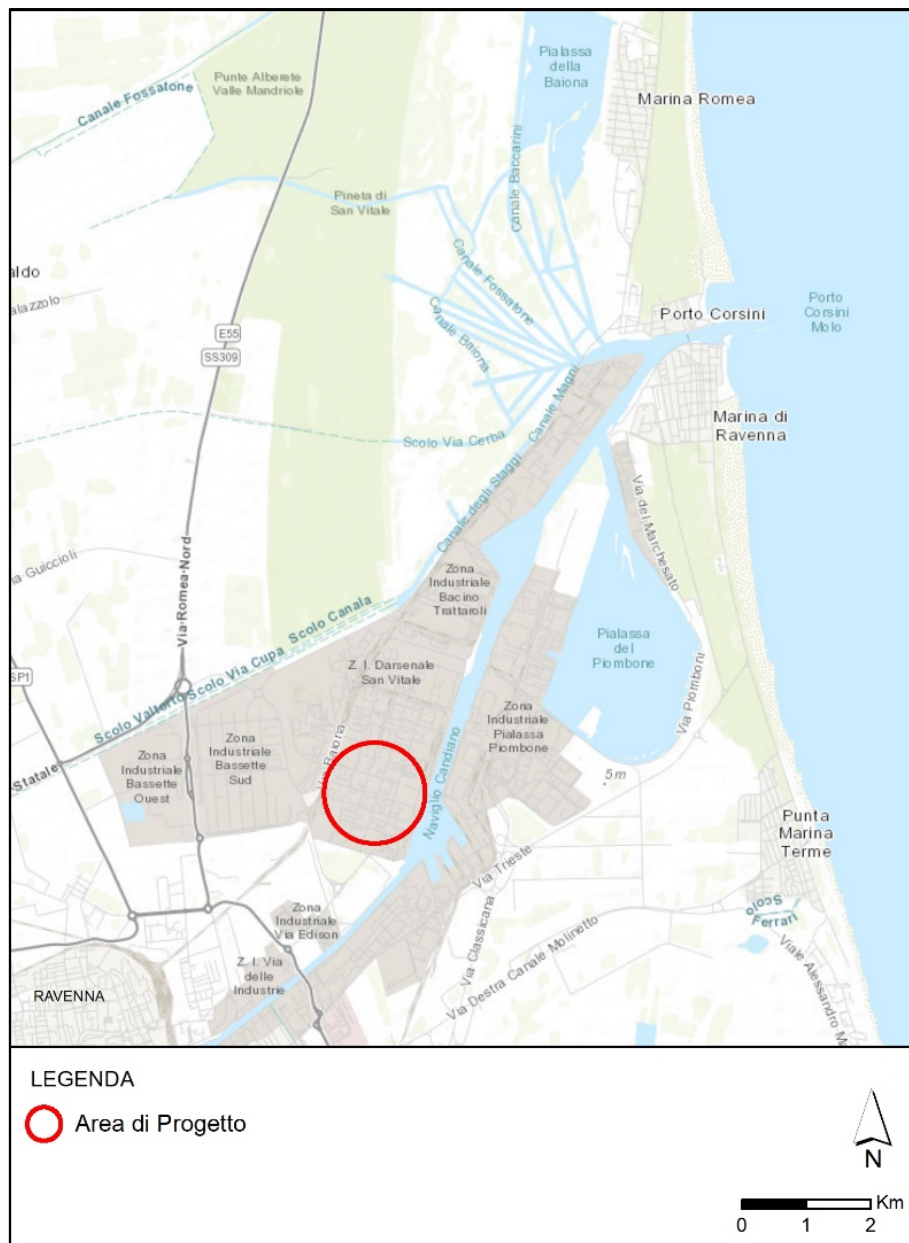 Pialassa
della
Baiona
Punte Alberete
Valle Mandriole
Canale Fossatone
Marina Romea
Canale Baccarini
Pineta di
San Vitale
Canale Fossatone
Canale Baiona
aldo
alazzolo
E55
SS309
Porto Corsini
Porto
Corsini
Molo
Canale Magni
Marina di
Ravenna
Scolo Via Cerba
Canale degli Staggi
Via del Marchesato
Via Romea Nord
a Guiccioli
Zona
Industriale
Bacino
Trattaroli
Scolo Canala
Scolo Via Cupa
Scolo Valtorto
Z. I. Darsenale
San Vitale
Pialassa
del
Piombone
Via Piomboni
SP1
Statale
Zona
Industriale
Bassette
Ouest
Zona
Industriale
Bassette
Sud
Via Baiona
Naviglio Candiano
Zona
Industriale
Pialassa
Piombone
5 m
Punta
Marina
Terme
Via Trieste
Scolo
Ferrari
Zona
Industriale
Via Edison
Via Classicana
Via Destra Canale Molinetto
Viale Alessandro Ma
Z. I. Via
delle
Industrie
RAVENNA
LEGENDA
Area di Progetto
N
Km
0 1 2